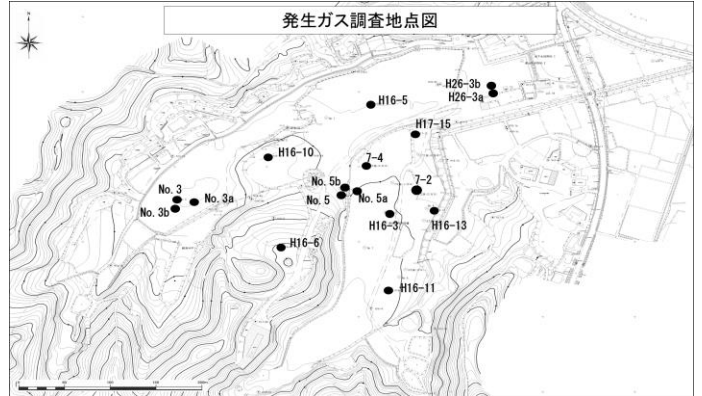 発生ガス調査地点図
H26-3b
H26-3a
H16-5
H17-15
H16-10
7-4
No. 5b
7-2
No. 3
No. 3a
No. 5
No. 5a
No. 3b
H16-3
H16-13
H16-6
H16-11